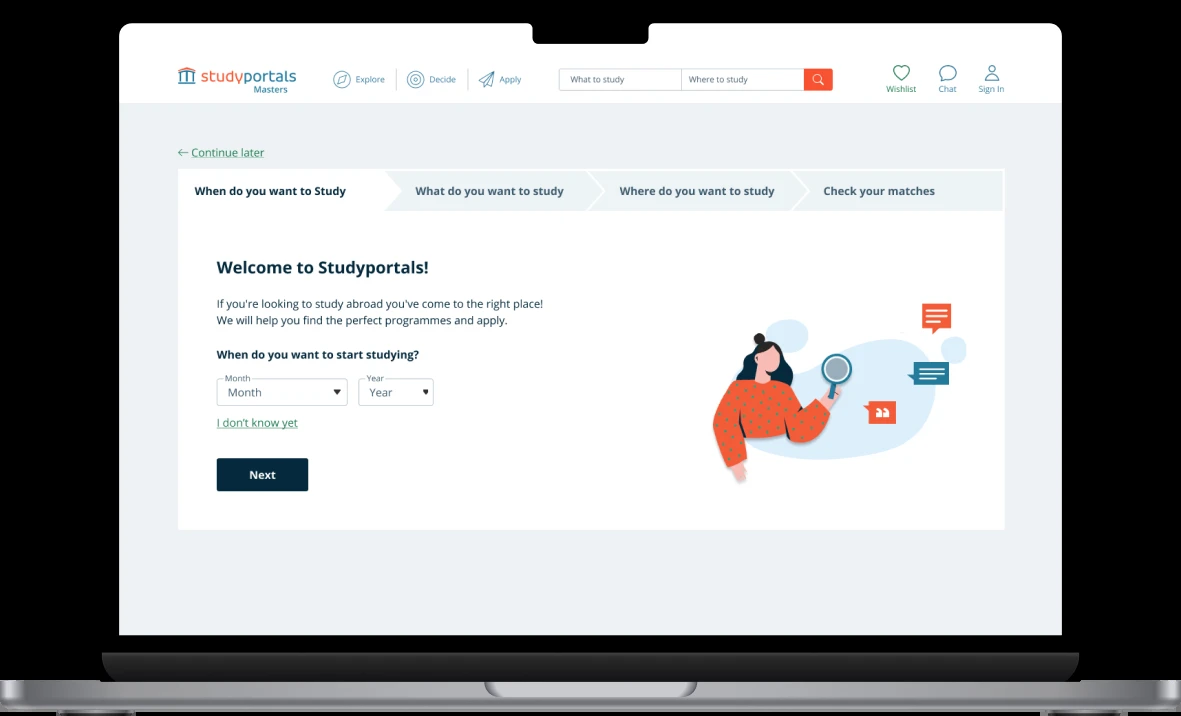 studyportals
Masters
Explore
Decide
Apply
What to study
Where to study
Wishlist
Chat
Sign In
← Continue later
When do you want to Study
What do you want to study
Where do you want to study
Check your matches
Welcome to Studyportals!
If you're looking to study abroad you've come to the right place!
We will help you find the perfect programmes and apply.
When do you want to start studying?
Month
Month
Year
Year
I don't know yet
Next